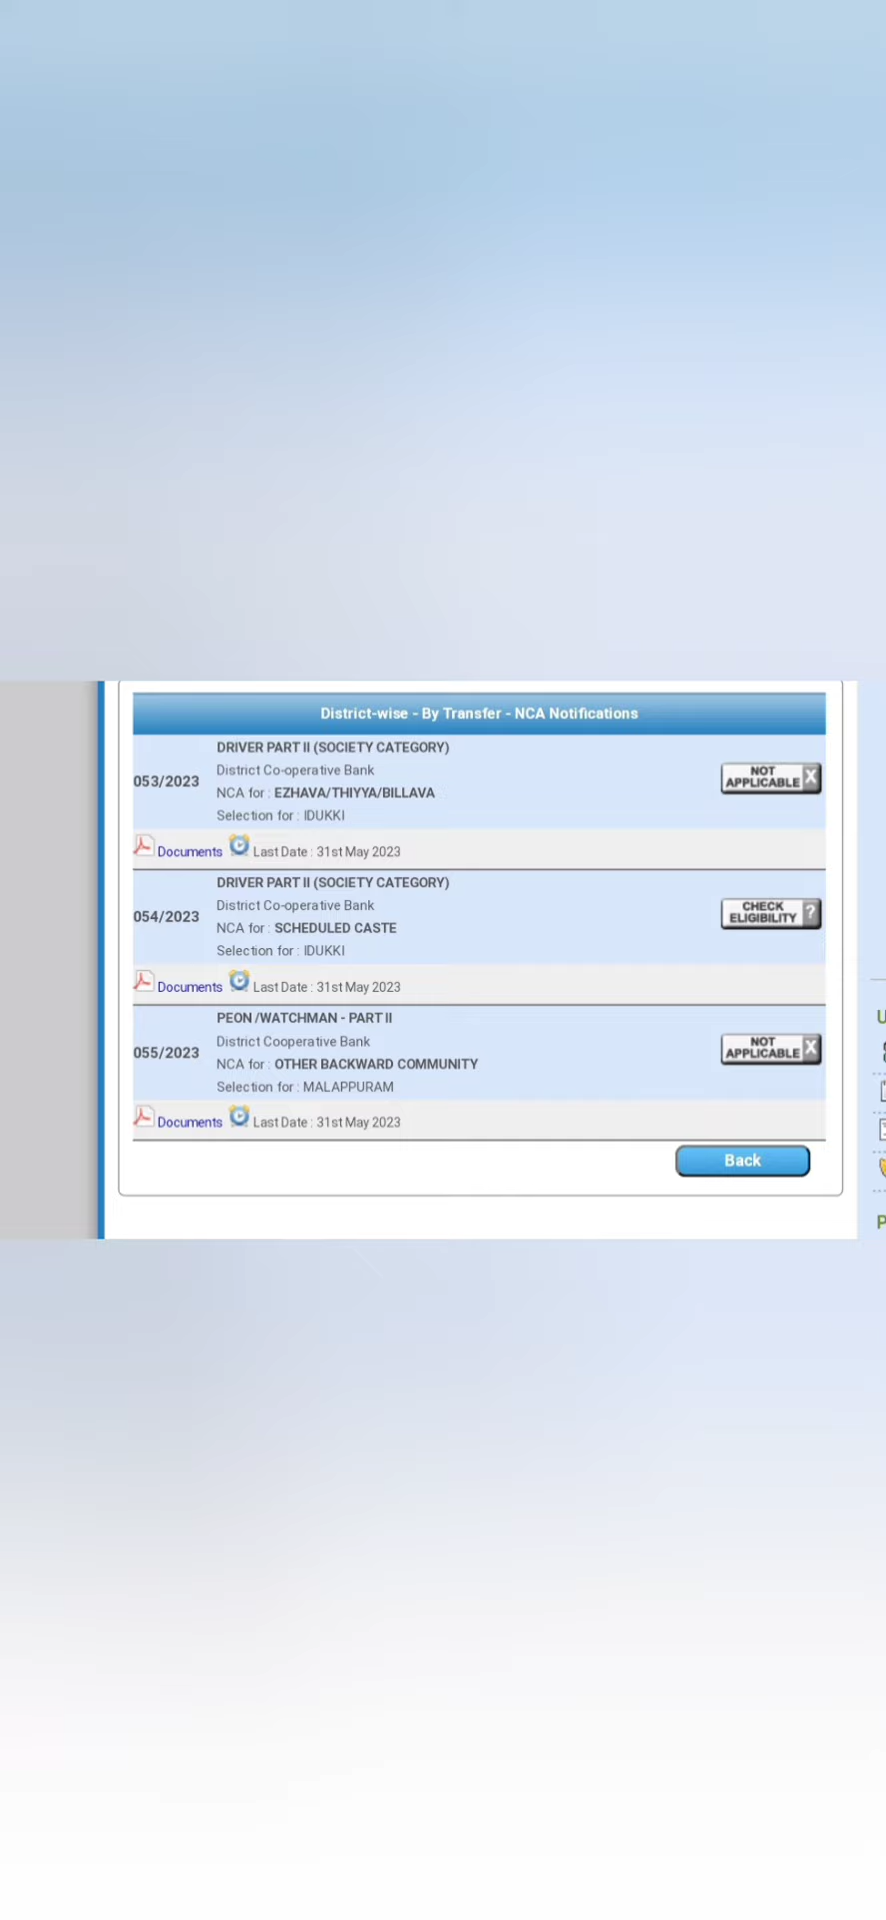 District-wise - By Transfer - NCA Notifications
DRIVER PART II (SOCIETY CATEGORY)
053/2023
District Co-operative Bank
NCA for : EZHAVA/THIYYA/BILLAVA
Selection for : IDUKKI
NOT
APPLICABLE X
Documents Last Date : 31st May 2023
DRIVER PART II (SOCIETY CATEGORY)
054/2023
District Co-operative Bank
NCA for : SCHEDULED CASTE
Selection for : IDUKKI
CHECK
ELIGIBILITY ?
Documents Last Date : 31st May 2023
PEON /WATCHMAN - PART II
055/2023
District Cooperative Bank
NCA for : OTHER BACKWARD COMMUNITY
Selection for : MALAPPURAM
NOT
APPLICABLE X
Documents Last Date : 31st May 2023
Back
U
P